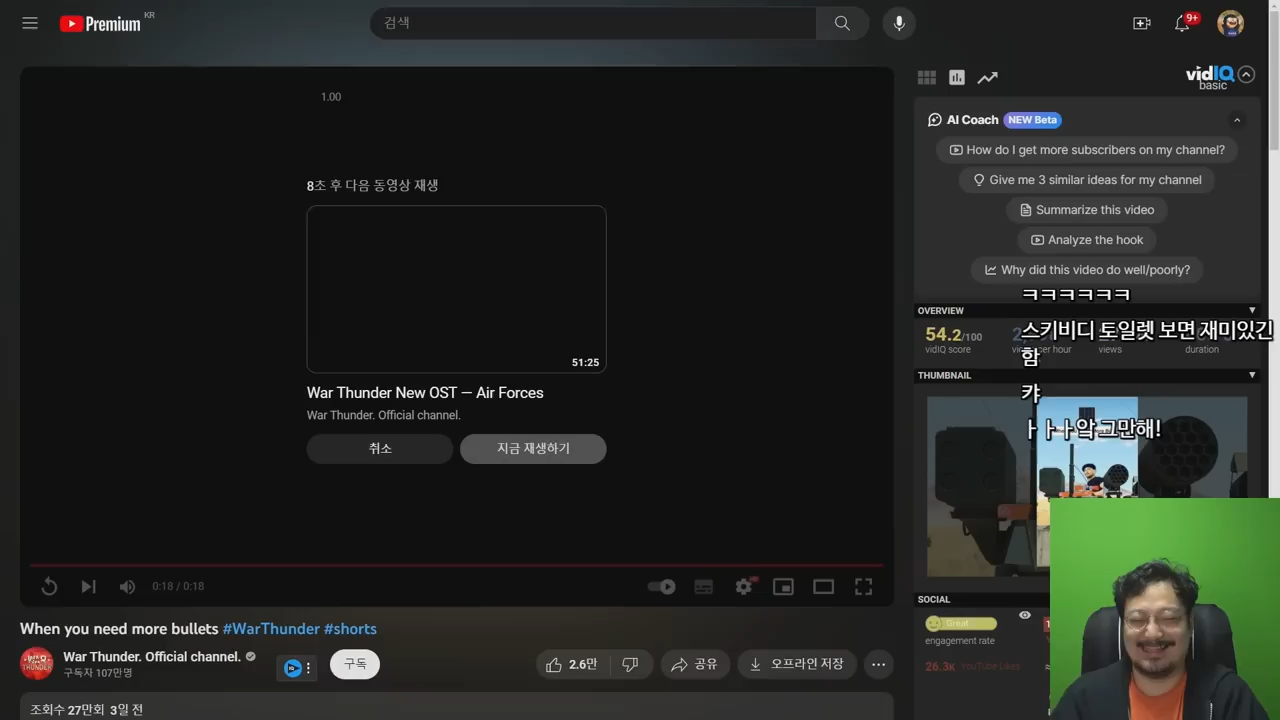 Premium KR
검색
9+
1.00
8초 후 다음 동영상 재생
51:25
War Thunder New OST — Air Forces
War Thunder. Official channel.
취소
지금 재생하기
0:18 / 0:18
When you need more bullets #WarThunder #shorts
WAR THUNDER
War Thunder. Official channel.
구독자 107만명
구독
2.6만
공유
오프라인 저장
조회수 27만회 3일 전
vidIQ
basic
AI Coach NEW Beta
How do I get more subscribers on my channel?
Give me 3 similar ideas for my channel
Summarize this video
Analyze the hook
Why did this video do well/poorly?
ㅋㅋㅋㅋㅋㅋ
OVERVIEW
54.2/100
vidIQ score
per hour
views
duration
스키비디 토일렛 보면 재미있긴
함
THUMBNAIL
캬
ㅏㅏㅏ악 그만해!
SOCIAL
Great
engagement rate
26.3K YouTube Likes